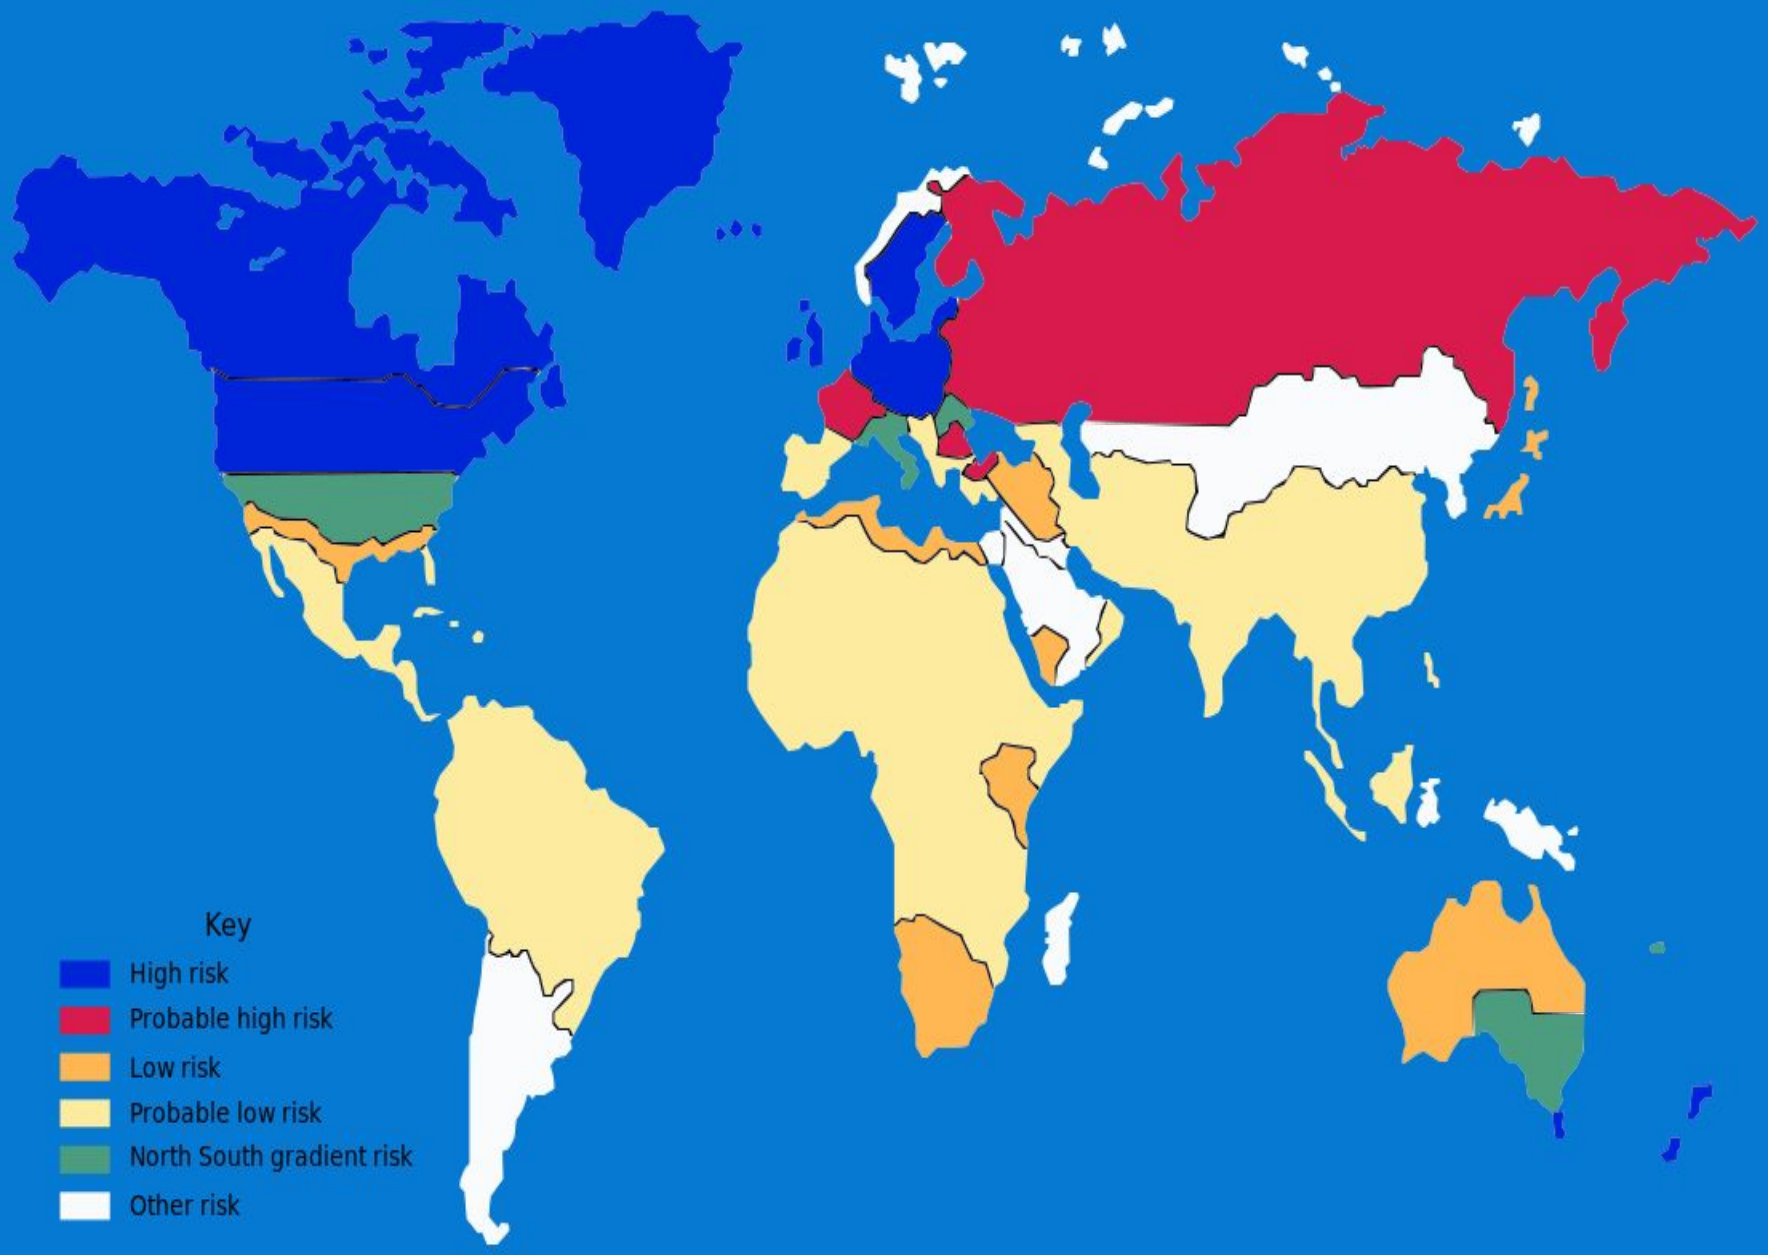 Key
High risk
Probable high risk
Low risk
Probable low risk
North South gradient risk
Other risk